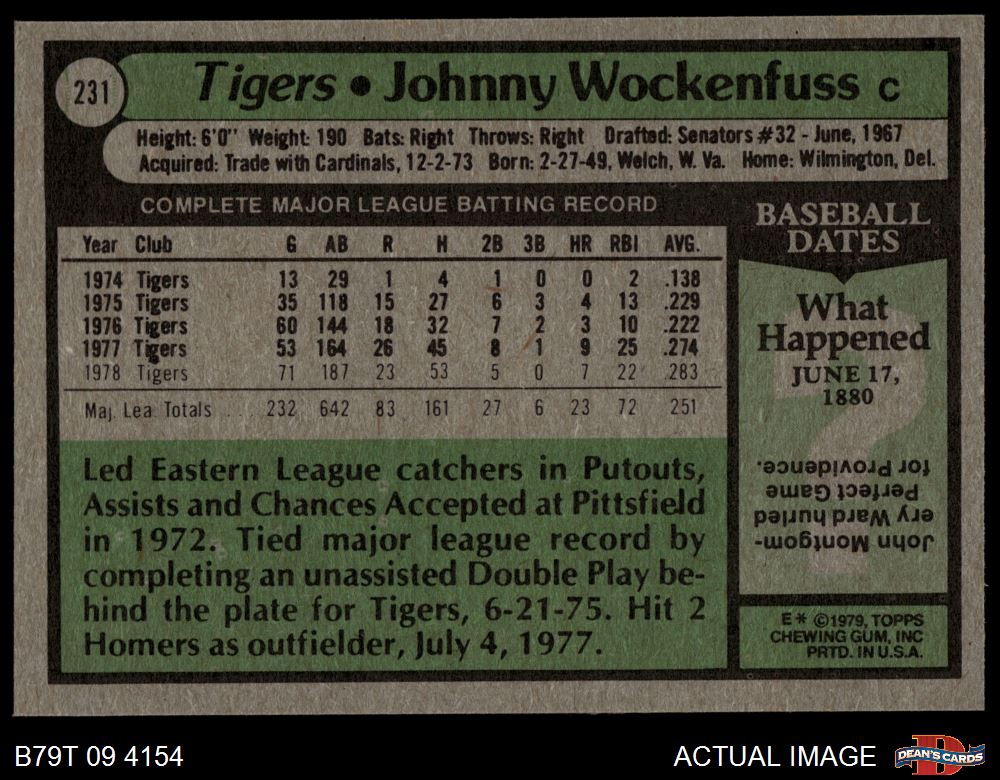 231
Tigers • Johnny Wockenfuss C
Height: 6'0" Weight: 190 Bats: Right Throws: Right Drafted: Senators #32 - June, 1967
Acquired: Trade with Cardinals, 12-2-73 Born: 2-27-49, Welch, W. Va. Home: Wilmington, Del.
COMPLETE MAJOR LEAGUE BATTING RECORD
Year Club G AB R H 2B 3B HR RBI AVG.
1974 Tigers 13 29 1 4 1 0 0 2 .138
1975 Tigers 35 118 15 27 6 3 4 13 .229
1976 Tigers 60 144 18 32 7 2 3 10 .222
1977 Tigers 53 164 26 45 8 1 9 25 .274
1978 Tigers 71 187 23 53 5 0 7 22 .283
Maj. Lea. Totals 232 642 83 161 27 6 23 72 251
Led Eastern League catchers in Putouts,
Assists and Chances Accepted at Pittsfield
in 1972. Tied major league record by
completing an unassisted Double Play be-
hind the plate for Tigers, 6-21-75. Hit 2
Homers as outfielder, July 4, 1977.
BASEBALL
DATES
What
Happened
JUNE 17,
1880
John Montgom-
ery Ward hurled
Perfect Game
for Providence.
E* ©1979, TOPPS
CHEWING GUM, INC
PRTD. IN U.S.A.
B79T 09 4154
ACTUAL IMAGE
DEAN'S CARDS